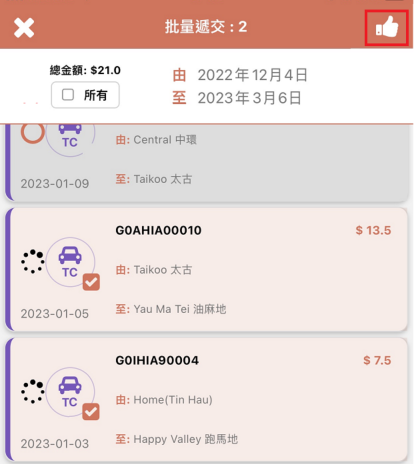 批量遞交 : 2
總金額: $21.0
所有
由 2022年12月4日
至 2023年3月6日
TC
由: Central 中環
2023-01-09
至: Taikoo 太古
G0AHIA00010
$ 13.5
TC
由: Taikoo 太古
2023-01-05
至: Yau Ma Tei 油麻地
G0IHIA90004
$ 7.5
TC
由: Home(Tin Hau)
2023-01-03
至: Happy Valley 跑馬地